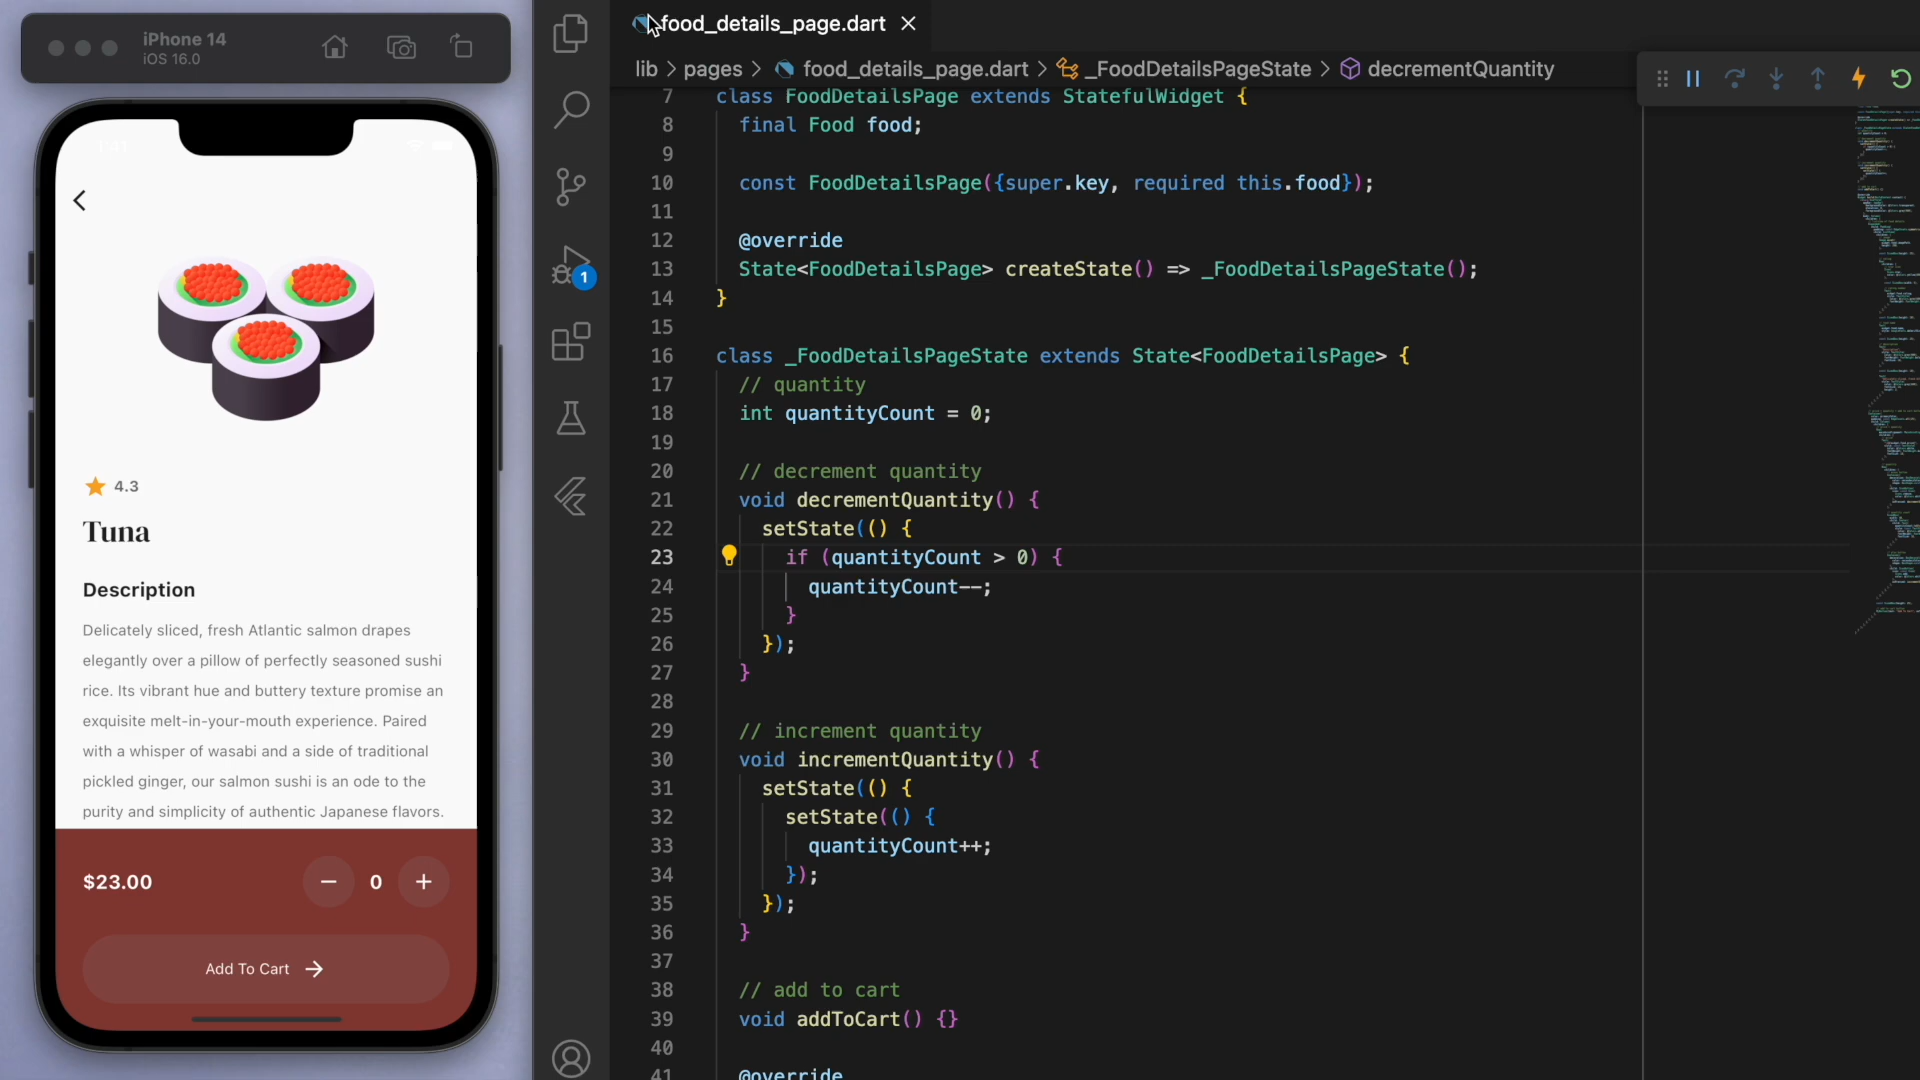 iPhone 14
iOS 16.0
4.3
Tuna
Description
Delicately sliced, fresh Atlantic salmon drapes
elegantly over a pillow of perfectly seasoned sushi
rice. Its vibrant hue and buttery texture promise an
exquisite melt-in-your-mouth experience. Paired
with a whisper of wasabi and a side of traditional
pickled ginger, our salmon sushi is an ode to the
purity and simplicity of authentic Japanese flavors.
$23.00
− 0 +
Add To Cart →
1
food_details_page.dart
lib > pages > food_details_page.dart > _FoodDetailsPageState > decrementQuantity
7 class FoodDetailsPage extends StatefulWidget {
8 final Food food;
9
10 const FoodDetailsPage({super.key, required this.food});
11
12 @override
13 State<FoodDetailsPage> createState() => _FoodDetailsPageState();
14 }
15
16 class _FoodDetailsPageState extends State<FoodDetailsPage> {
17 // quantity
18 int quantityCount = 0;
19
20 // decrement quantity
21 void decrementQuantity() {
22 setState(() {
23 if (quantityCount > 0) {
24 quantityCount--;
25 }
26 });
27 }
28
29 // increment quantity
30 void incrementQuantity() {
31 setState(() {
32 setState(() {
33 quantityCount++;
34 });
35 });
36 }
37
38 // add to cart
39 void addToCart() {}
40
41 @override